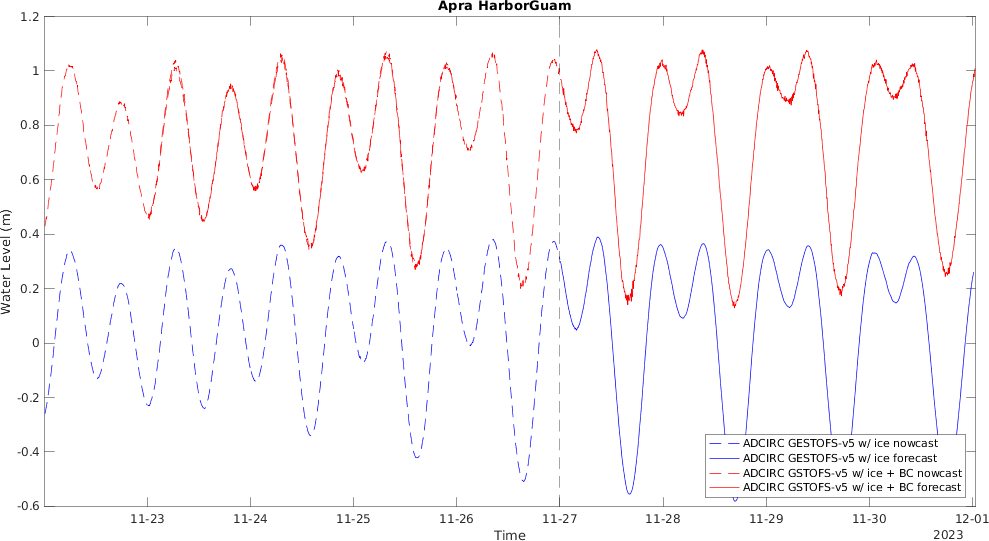 Apra HarborGuam
1.2
1
0.8
0.6
0.4
0.2
0
-0.2
-0.4
-0.6
Water Level (m)
ADCIRC GESTOFS-v5 w/ ice nowcast
ADCIRC GESTOFS-v5 w/ ice forecast
ADCIRC GSTOFS-v5 w/ ice + BC nowcast
ADCIRC GSTOFS-v5 w/ ice + BC forecast
11-23
11-24
11-25
11-26
11-27
11-28
11-29
11-30
12-01
Time
2023